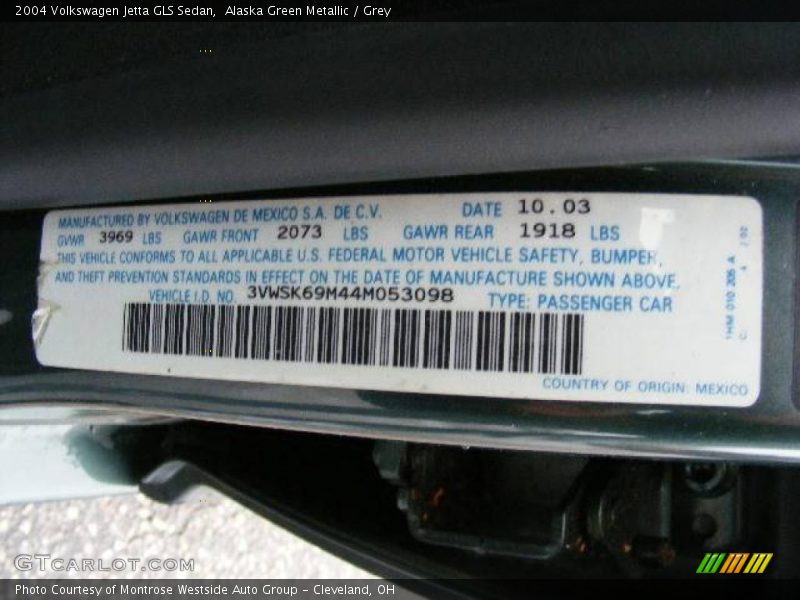 2004 Volkswagen Jetta GLS Sedan,  Alaska Green Metallic / Grey
MANUFACTURED BY VOLKSWAGEN DE MEXICO S.A. DE C.V. DATE 10.03
GVWR 3969 LBS GAWR FRONT 2073 LBS GAWR REAR 1918 LBS
THIS VEHICLE CONFORMS TO ALL APPLICABLE U.S. FEDERAL MOTOR VEHICLE SAFETY, BUMPER,
AND THEFT PREVENTION STANDARDS IN EFFECT ON THE DATE OF MANUFACTURE SHOWN ABOVE.
VEHICLE I.D. NO. 3VWSK69M44M053098 TYPE: PASSENGER CAR
COUNTRY OF ORIGIN: MEXICO
1HM 010 205 A
GTCarlot.com
Photo Courtesy of Montrose Westside Auto Group - Cleveland, OH